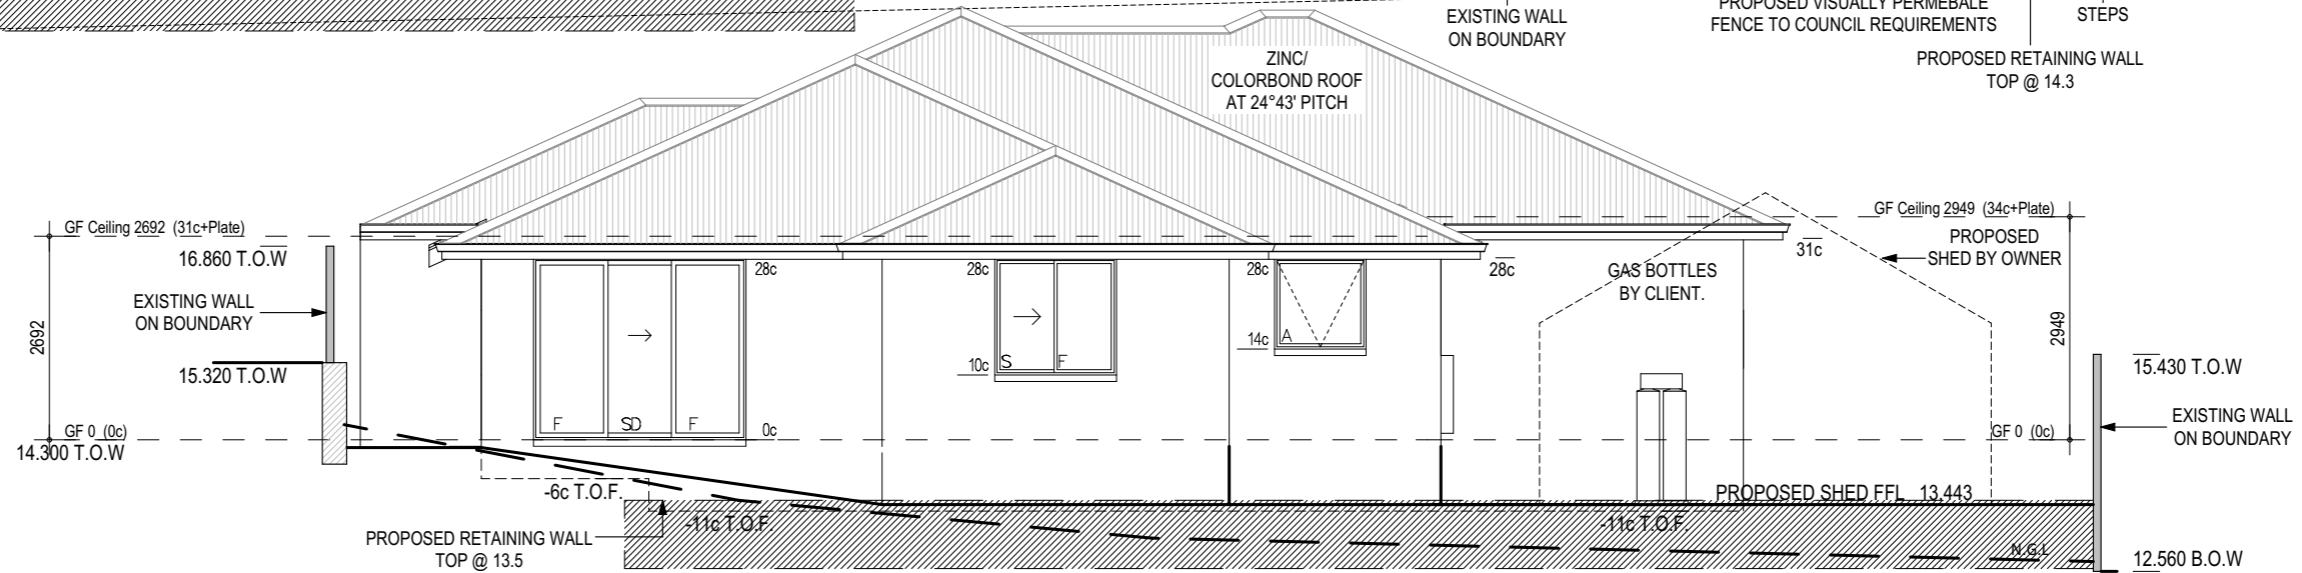 EXISTING WALL
ON BOUNDARY
PROPOSED VISUALLY PERMEBALE
FENCE TO COUNCIL REQUIREMENTS
STEPS
PROPOSED RETAINING WALL
TOP @ 14.3
ZINC/
COLORBOND ROOF
AT 24°43' PITCH
GF Ceiling 2692 (31c+Plate)
16.860 T.O.W
EXISTING WALL
ON BOUNDARY
2692
15.320 T.O.W
GF 0 (0c)
14.300 T.O.W
28c
28c
28c
28c
31c
F
SD
F
0c
10c
S
F
14c
A
GAS BOTTLES
BY CLIENT.
GF Ceiling 2949 (34c+Plate)
PROPOSED
SHED BY OWNER
2949
15.430 T.O.W
EXISTING WALL
ON BOUNDARY
GF 0 (0c)
-6c T.O.F.
-11c T.O.F.
PROPOSED RETAINING WALL
TOP @ 13.5
PROPOSED SHED FFL 13.443
-11c T.O.F.
N.G.L
12.560 B.O.W